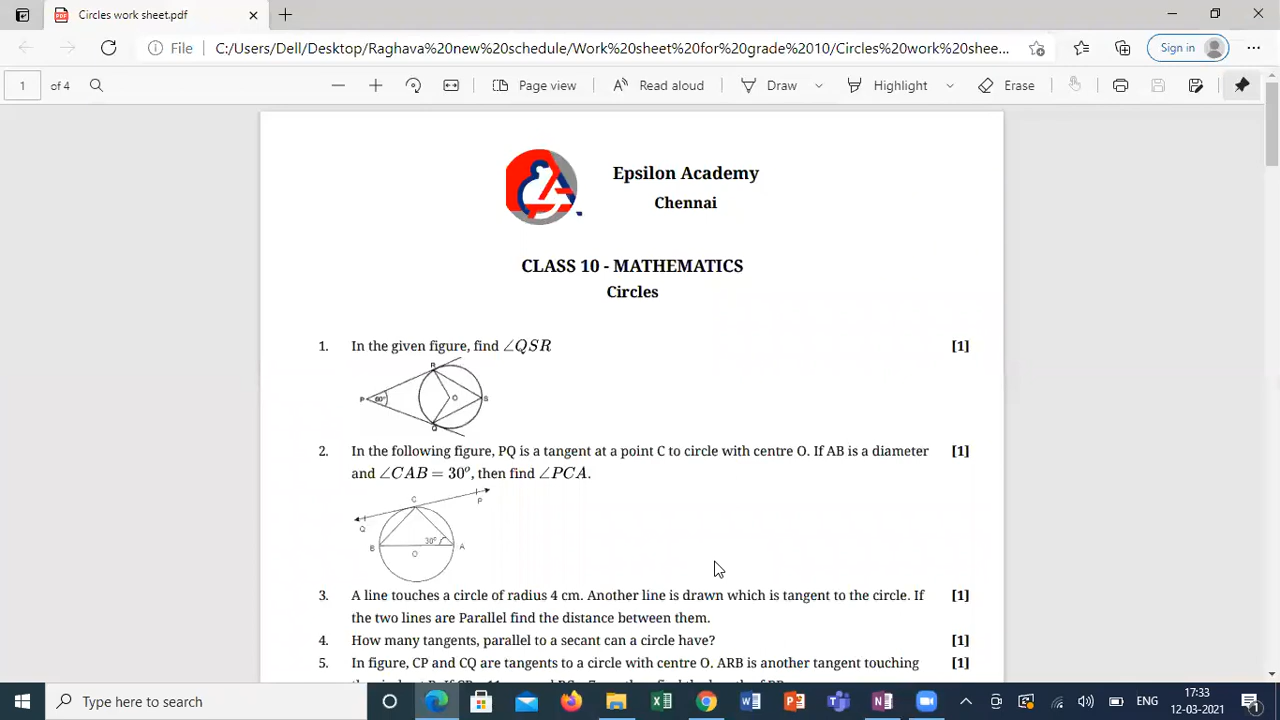 Circles work sheet.pdf
File
C:/Users/Dell/Desktop/Raghava%20new%20schedule/Work%20sheet%20for%20grade%2010/Circles%20work%20shee...
Sign in
1 of 4
Page view
Read aloud
Draw
Highlight
Erase
Epsilon Academy
Chennai
CLASS 10 - MATHEMATICS
Circles
1. In the given figure, find ∠QSR [1]
R
P 60° O S
Q
2. In the following figure, PQ is a tangent at a point C to circle with centre O. If AB is a diameter [1]
and ∠CAB = 30°, then find ∠PCA.
C
P
Q
B 30° A
O
3. A line touches a circle of radius 4 cm. Another line is drawn which is tangent to the circle. If [1]
the two lines are Parallel find the distance between them.
4. How many tangents, parallel to a secant can a circle have? [1]
5. In figure, CP and CQ are tangents to a circle with centre O. ARB is another tangent touching [1]
Type here to search
ENG
17:33
12-03-2021